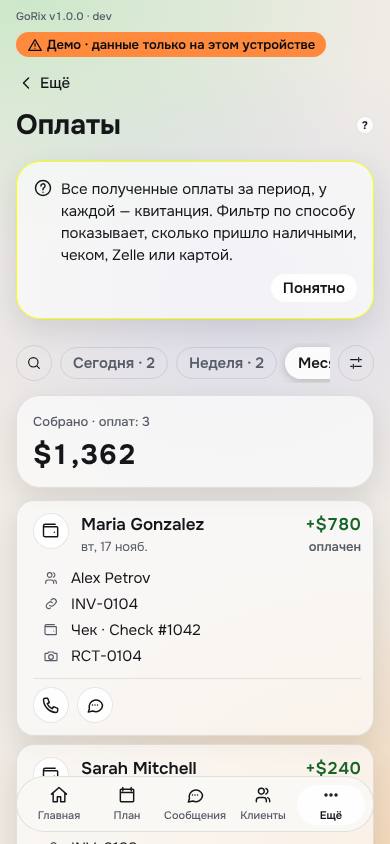 GoRix v1.0.0 · dev
Демо · данные только на этом устройстве
Ещё
Оплаты
?
Все полученные оплаты за период, у
каждой — квитанция. Фильтр по способу
показывает, сколько пришло наличными,
чеком, Zelle или картой.
Понятно
Сегодня · 2
Неделя · 2
Собрано · оплат: 3
$1,362
Maria Gonzalez
+$780
вт, 17 нояб.
оплачен
Alex Petrov
INV-0104
Чек · Check #1042
RCT-0104
Sarah Mitchell
+$240
Главная
План
Сообщения
Клиенты
Ещё